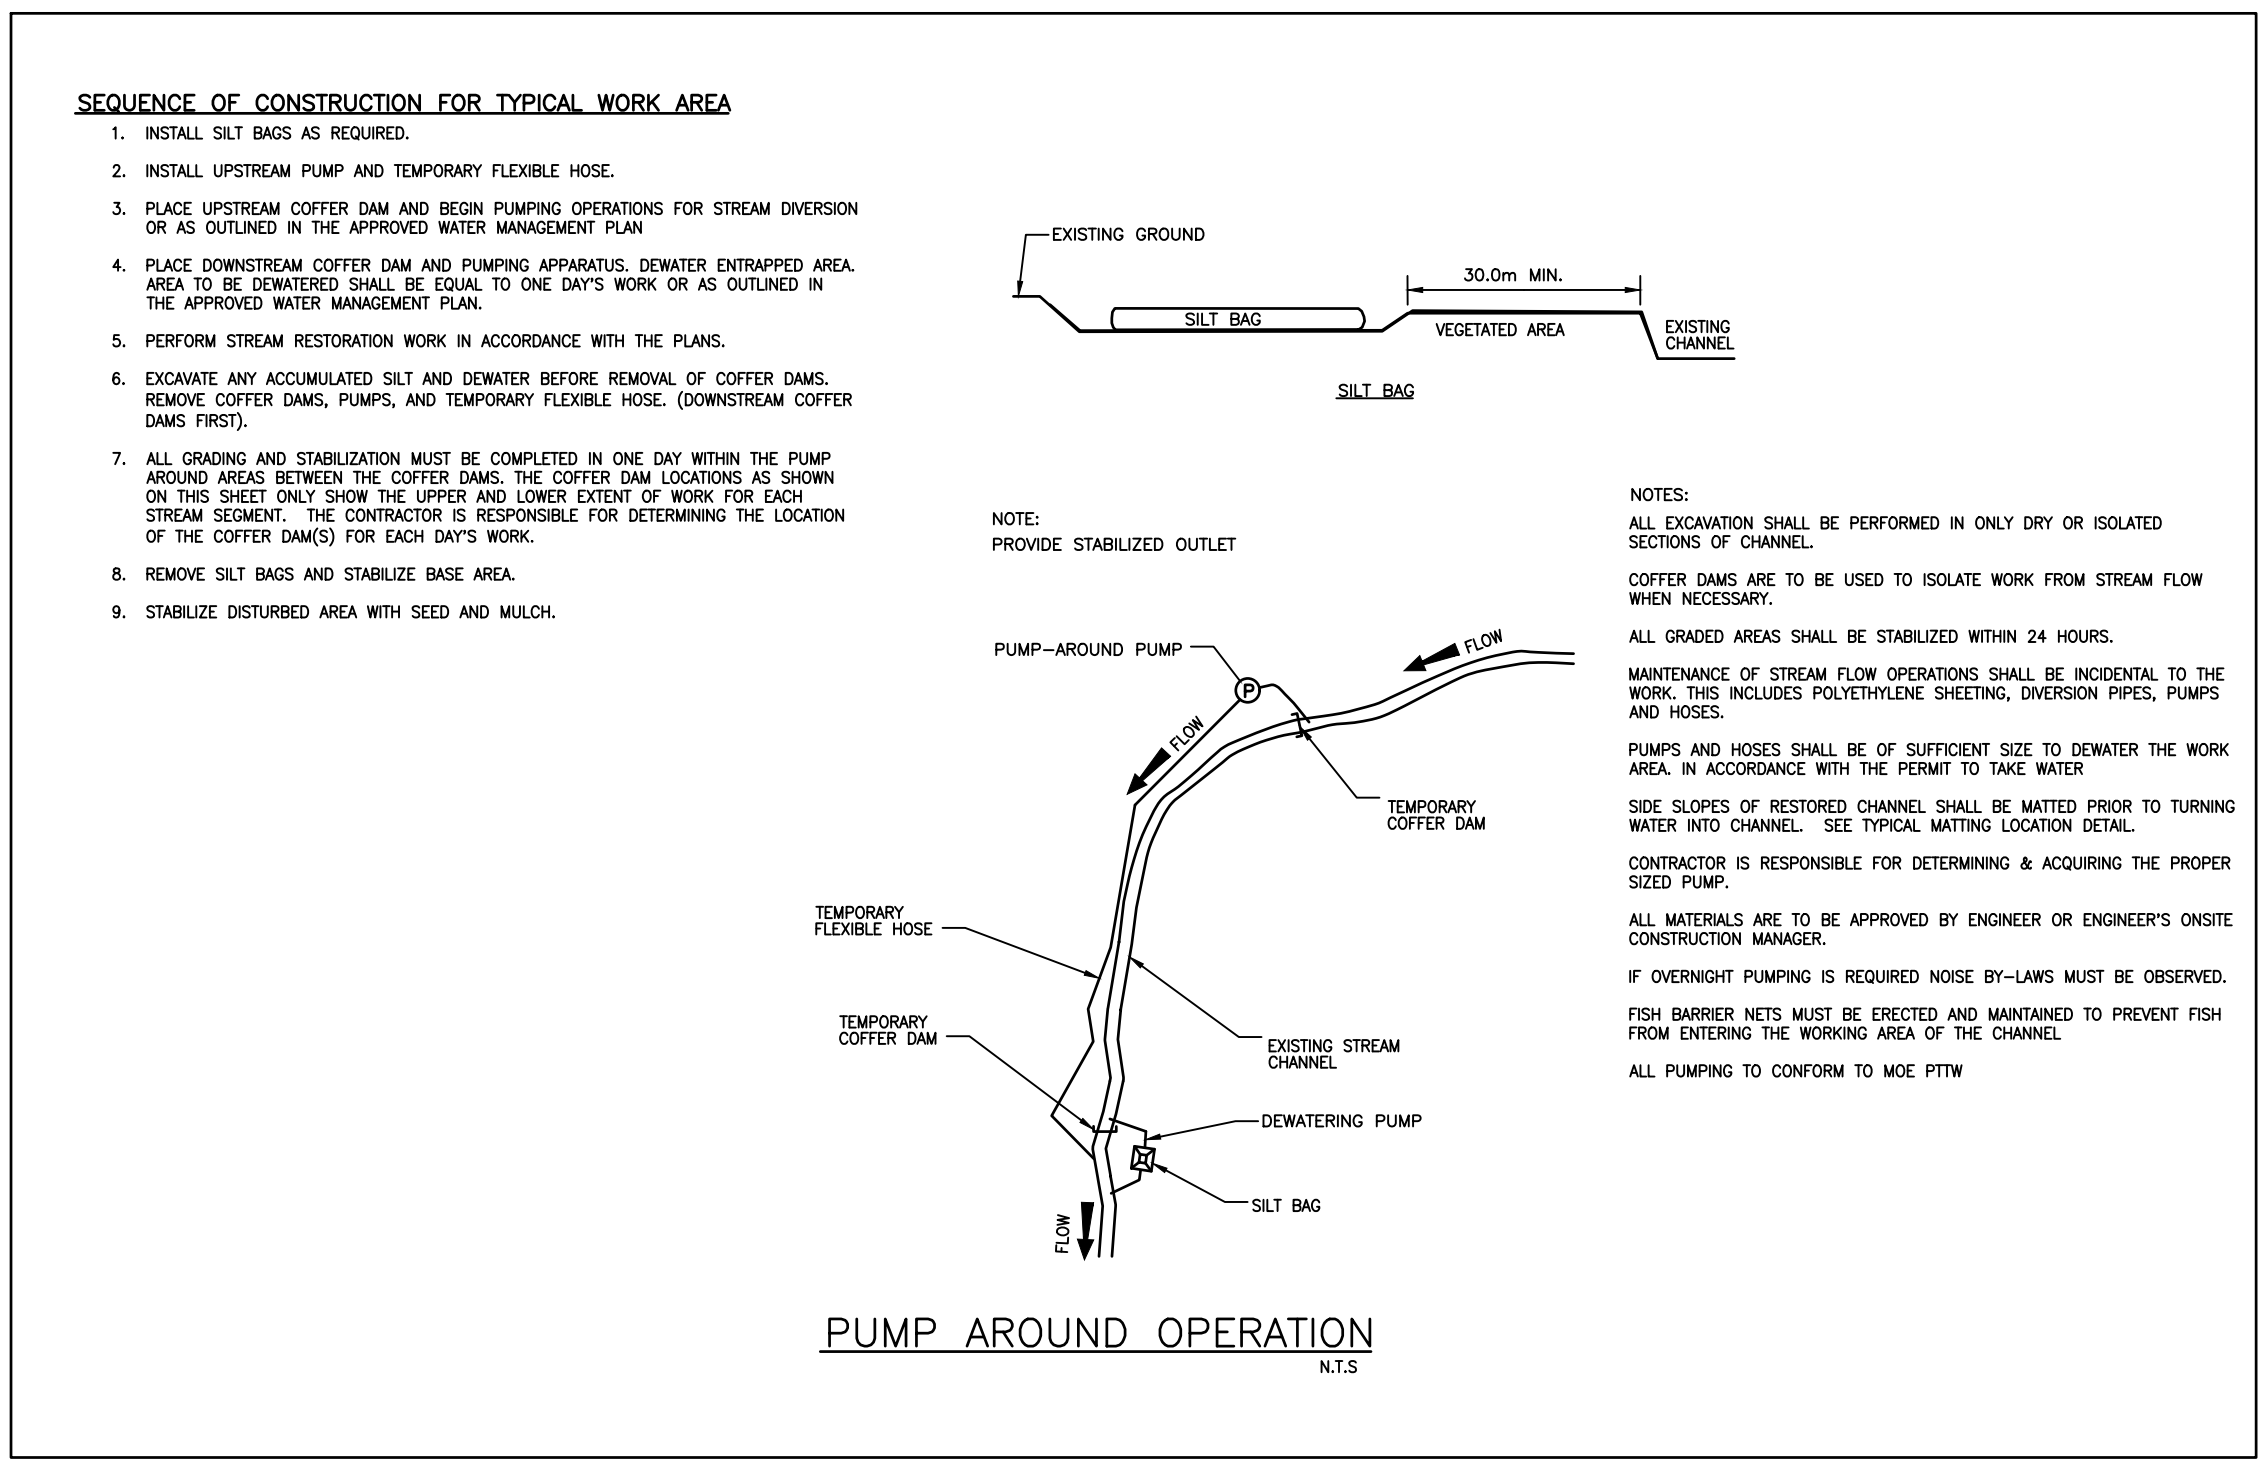 SEQUENCE OF CONSTRUCTION FOR TYPICAL WORK AREA
1. INSTALL SILT BAGS AS REQUIRED.
2. INSTALL UPSTREAM PUMP AND TEMPORARY FLEXIBLE HOSE.
3. PLACE UPSTREAM COFFER DAM AND BEGIN PUMPING OPERATIONS FOR STREAM DIVERSION
OR AS OUTLINED IN THE APPROVED WATER MANAGEMENT PLAN
4. PLACE DOWNSTREAM COFFER DAM AND PUMPING APPARATUS. DEWATER ENTRAPPED AREA.
AREA TO BE DEWATERED SHALL BE EQUAL TO ONE DAY'S WORK OR AS OUTLINED IN
THE APPROVED WATER MANAGEMENT PLAN.
5. PERFORM STREAM RESTORATION WORK IN ACCORDANCE WITH THE PLANS.
6. EXCAVATE ANY ACCUMULATED SILT AND DEWATER BEFORE REMOVAL OF COFFER DAMS.
REMOVE COFFER DAMS, PUMPS, AND TEMPORARY FLEXIBLE HOSE. (DOWNSTREAM COFFER
DAMS FIRST).
7. ALL GRADING AND STABILIZATION MUST BE COMPLETED IN ONE DAY WITHIN THE PUMP
AROUND AREAS BETWEEN THE COFFER DAMS. THE COFFER DAM LOCATIONS AS SHOWN
ON THIS SHEET ONLY SHOW THE UPPER AND LOWER EXTENT OF WORK FOR EACH
STREAM SEGMENT. THE CONTRACTOR IS RESPONSIBLE FOR DETERMINING THE LOCATION
OF THE COFFER DAM(S) FOR EACH DAY'S WORK.
8. REMOVE SILT BAGS AND STABILIZE BASE AREA.
9. STABILIZE DISTURBED AREA WITH SEED AND MULCH.
EXISTING GROUND
30.0m MIN.
SILT BAG
VEGETATED AREA
EXISTING
CHANNEL
SILT BAG
NOTE:
PROVIDE STABILIZED OUTLET
PUMP-AROUND PUMP
FLOW
P
FLOW
TEMPORARY
COFFER DAM
TEMPORARY
FLEXIBLE HOSE
TEMPORARY
COFFER DAM
EXISTING STREAM
CHANNEL
DEWATERING PUMP
SILT BAG
FLOW
NOTES:
ALL EXCAVATION SHALL BE PERFORMED IN ONLY DRY OR ISOLATED
SECTIONS OF CHANNEL.
COFFER DAMS ARE TO BE USED TO ISOLATE WORK FROM STREAM FLOW
WHEN NECESSARY.
ALL GRADED AREAS SHALL BE STABILIZED WITHIN 24 HOURS.
MAINTENANCE OF STREAM FLOW OPERATIONS SHALL BE INCIDENTAL TO THE
WORK. THIS INCLUDES POLYETHYLENE SHEETING, DIVERSION PIPES, PUMPS
AND HOSES.
PUMPS AND HOSES SHALL BE OF SUFFICIENT SIZE TO DEWATER THE WORK
AREA. IN ACCORDANCE WITH THE PERMIT TO TAKE WATER
SIDE SLOPES OF RESTORED CHANNEL SHALL BE MATTED PRIOR TO TURNING
WATER INTO CHANNEL. SEE TYPICAL MATTING LOCATION DETAIL.
CONTRACTOR IS RESPONSIBLE FOR DETERMINING & ACQUIRING THE PROPER
SIZED PUMP.
ALL MATERIALS ARE TO BE APPROVED BY ENGINEER OR ENGINEER'S ONSITE
CONSTRUCTION MANAGER.
IF OVERNIGHT PUMPING IS REQUIRED NOISE BY-LAWS MUST BE OBSERVED.
FISH BARRIER NETS MUST BE ERECTED AND MAINTAINED TO PREVENT FISH
FROM ENTERING THE WORKING AREA OF THE CHANNEL
ALL PUMPING TO CONFORM TO MOE PTTW
PUMP AROUND OPERATION
N.T.S